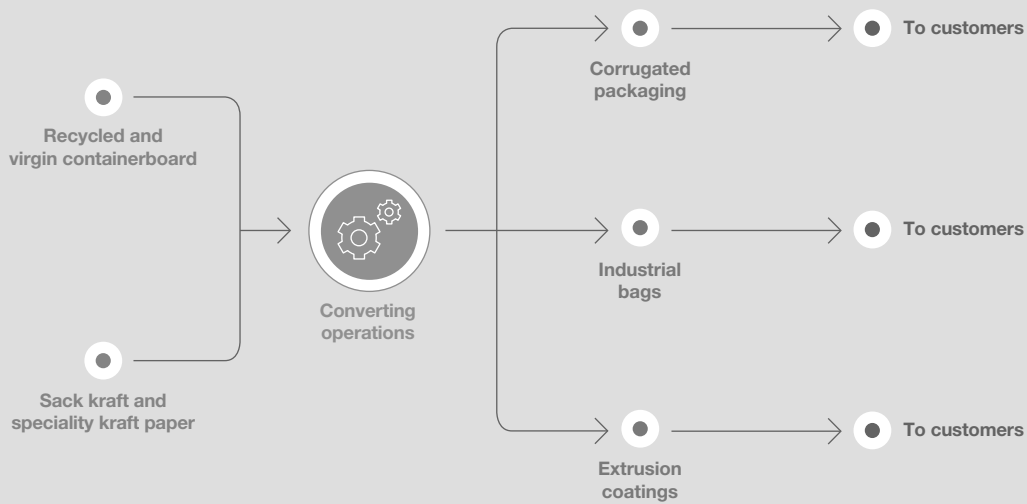 Recycled and
virgin containerboard
Sack kraft and
speciality kraft paper
Converting
operations
Corrugated
packaging
To customers
Industrial
bags
To customers
Extrusion
coatings
To customers